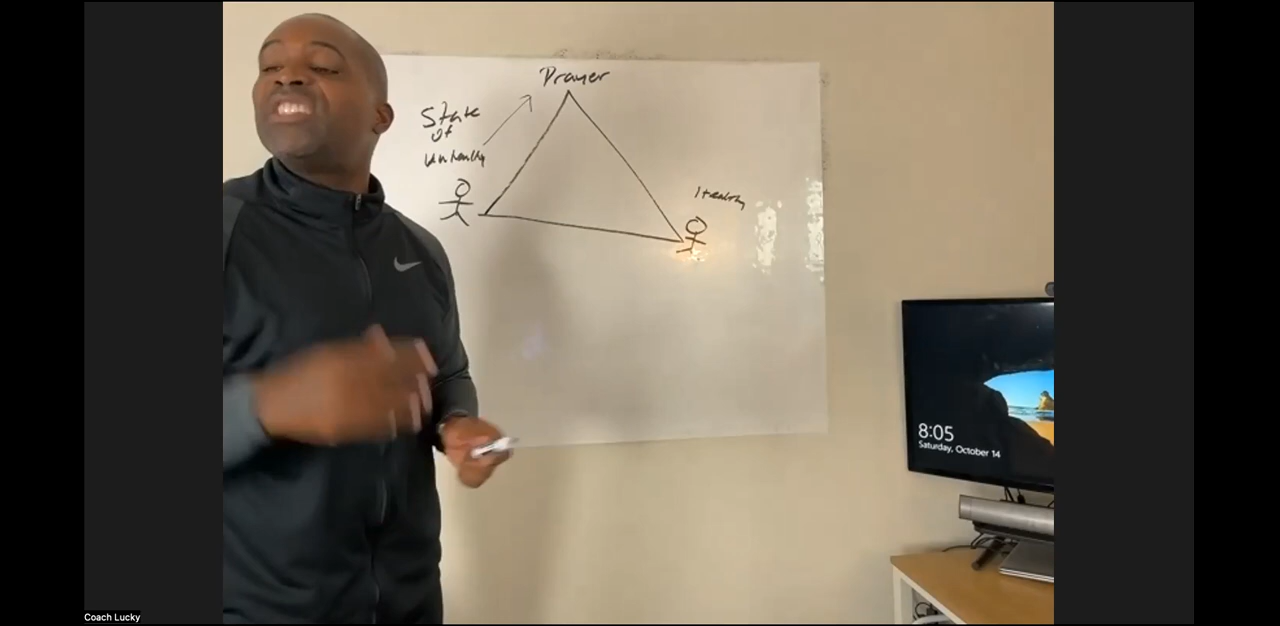 Prayer
State
of
Unhealthy
Healthy
8:05
Saturday, October 14
Coach Lucky